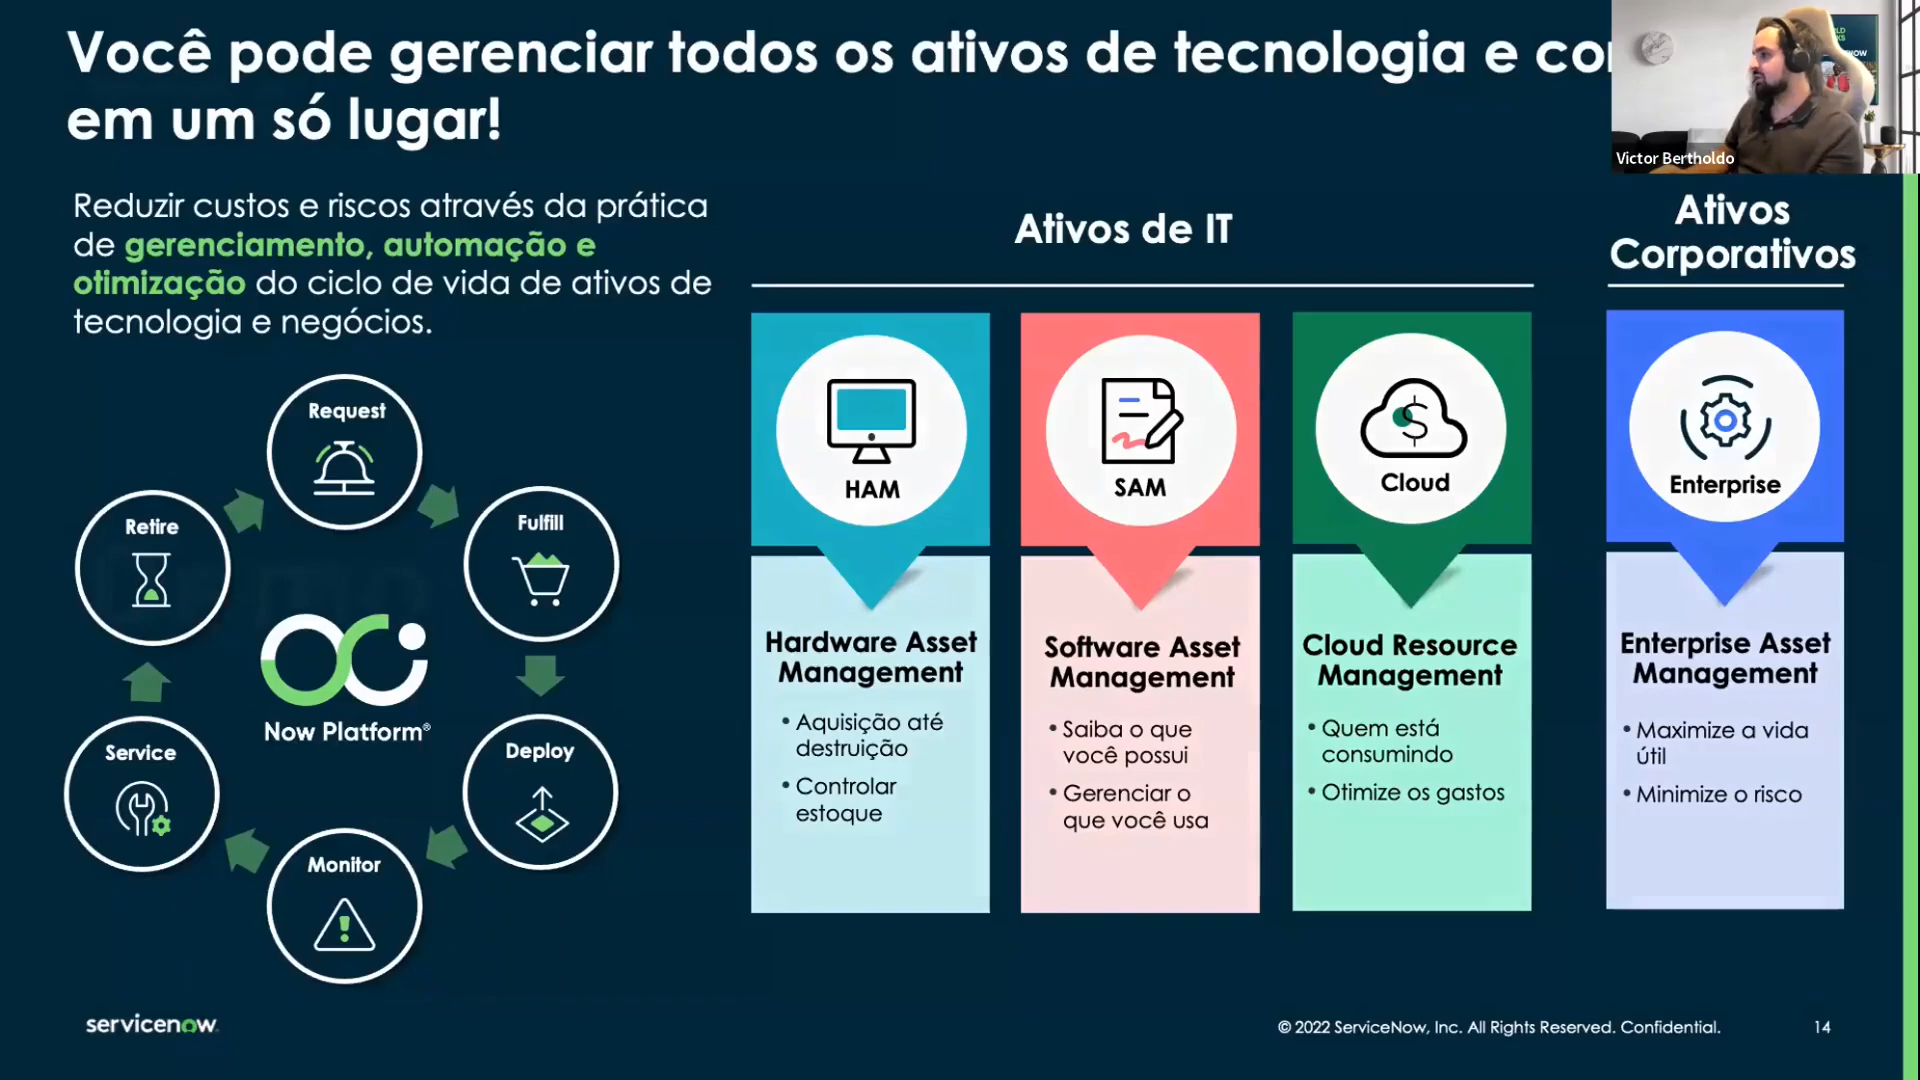 Você pode gerenciar todos os ativos de tecnologia e
em um só lugar!
Victor Bertholdo
Reduzir custos e riscos através da prática
de gerenciamento, automação e
otimização do ciclo de vida de ativos de
tecnologia e negócios.
Request
Fulfill
Deploy
Monitor
Service
Retire
Now Platform®
Ativos de IT
Ativos
Corporativos
HAM
Hardware Asset
Management
• Aquisição até
destruição
• Controlar
estoque
SAM
Software Asset
Management
• Saiba o que
você possui
• Gerenciar o
que você usa
$
Cloud
Cloud Resource
Management
• Quem está
consumindo
• Otimize os gastos
Enterprise
Enterprise Asset
Management
• Maximize a vida
útil
• Minimize o risco
servicenow
© 2022 ServiceNow, Inc. All Rights Reserved. Confidential.
14